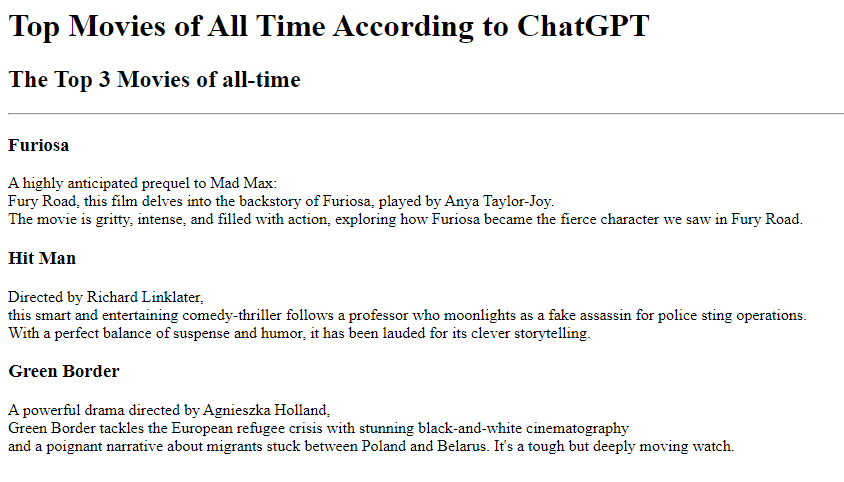 Top Movies of All Time According to ChatGPT
The Top 3 Movies of all-time
Furiosa
A highly anticipated prequel to Mad Max:
Fury Road, this film delves into the backstory of Furiosa, played by Anya Taylor-Joy.
The movie is gritty, intense, and filled with action, exploring how Furiosa became the fierce character we saw in Fury Road.
Hit Man
Directed by Richard Linklater,
this smart and entertaining comedy-thriller follows a professor who moonlights as a fake assassin for police sting operations.
With a perfect balance of suspense and humor, it has been lauded for its clever storytelling.
Green Border
A powerful drama directed by Agnieszka Holland,
Green Border tackles the European refugee crisis with stunning black-and-white cinematography
and a poignant narrative about migrants stuck between Poland and Belarus. It's a tough but deeply moving watch.